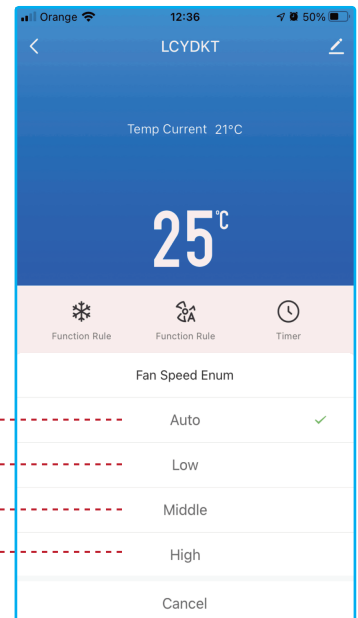 Orange 12:36 50%
LCYDKT
Temp Current 21°C
25°C
Function Rule Function Rule Timer
Fan Speed Enum
Auto
Low
Middle
High
Cancel